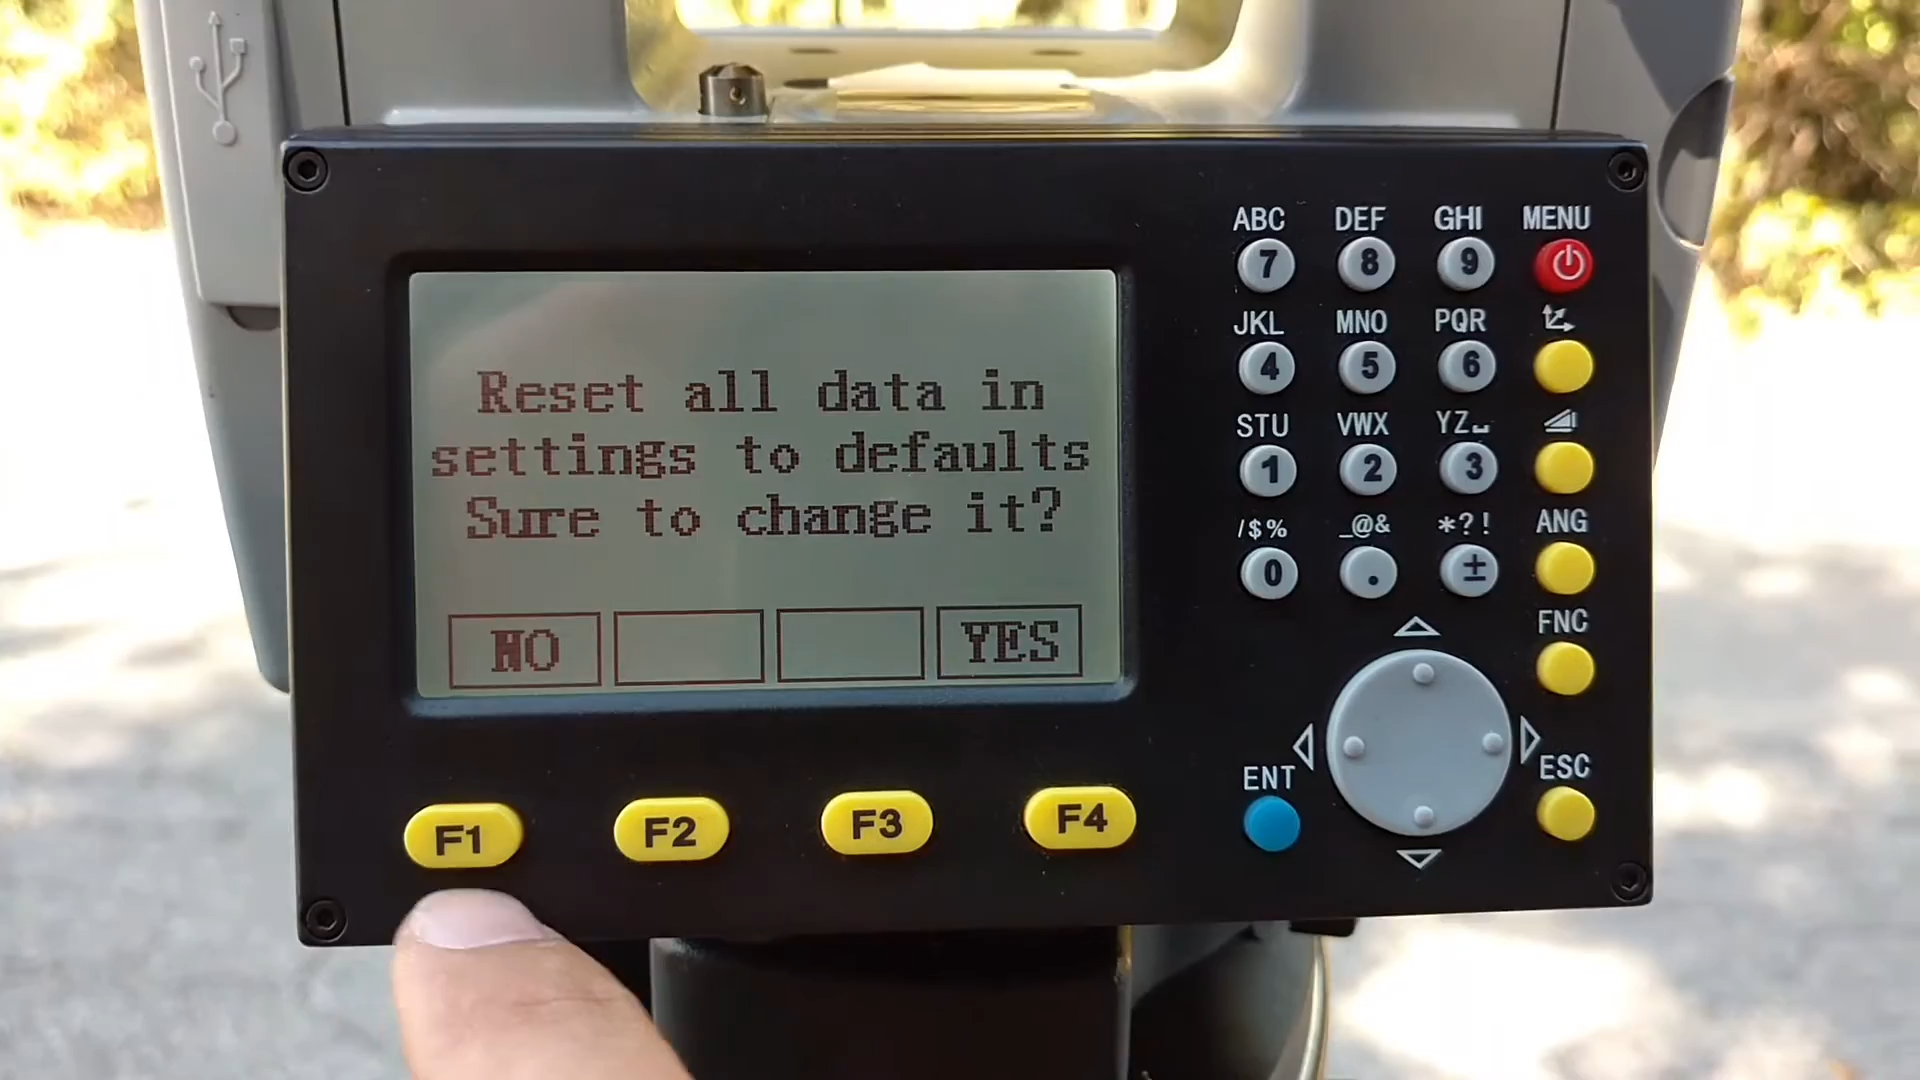 Reset all data in
settings to defaults
Sure to change it?
NO YES
F1 F2 F3 F4
ABC DEF GHI MENU
7 8 9
JKL MNO PQR
4 5 6
STU VWX YZ␣
1 2 3
/$% _@& *?! ANG
0 . ±
FNC
ENT ESC